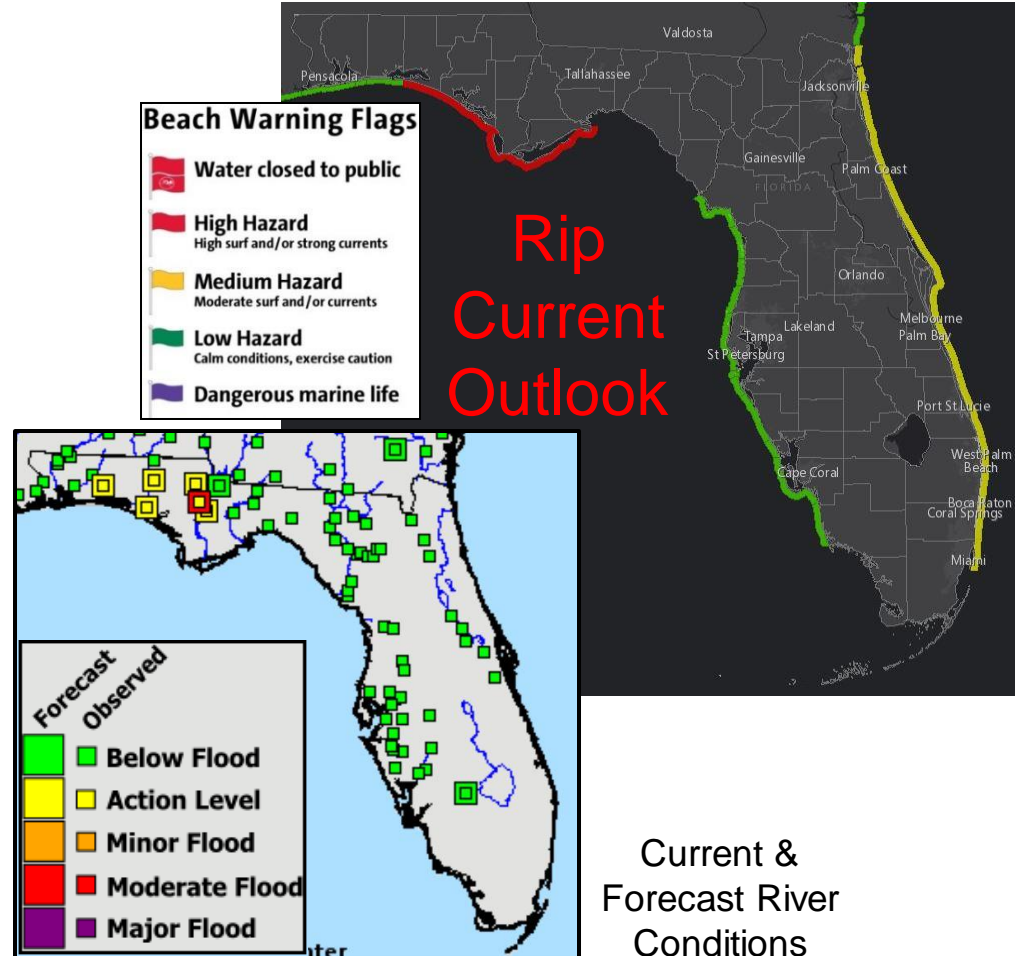 Valdosta
Pensacola
Tallahassee
Jacksonville
Beach Warning Flags
Water closed to public
High Hazard
High surf and/or strong currents
Medium Hazard
Moderate surf and/or currents
Low Hazard
Calm conditions, exercise caution
Dangerous marine life
Gainesville
Palm Coast
FLORIDA
Rip
Current
Outlook
Orlando
Melbourne
Palm Bay
Tampa
Lakeland
St Petersburg
Port St Lucie
West Palm
Beach
Cape Coral
Boca Raton
Coral Springs
Miami
Forecast
Observed
Below Flood
Action Level
Minor Flood
Moderate Flood
Major Flood
Current &
Forecast River
Conditions